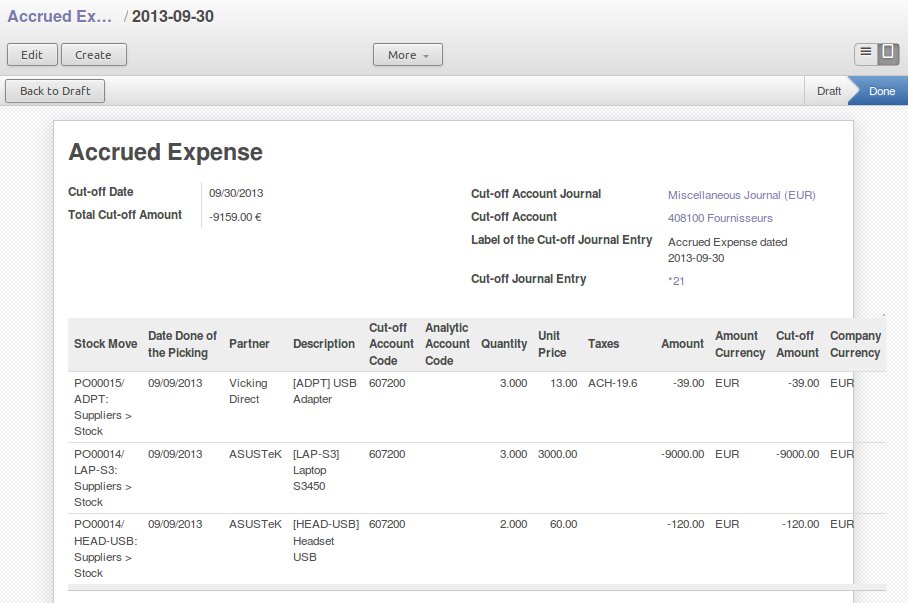 Accrued Ex... / 2013-09-30
Edit Create More
Back to Draft Draft Done
Accrued Expense
Cut-off Date 09/30/2013
Total Cut-off Amount -9159.00 €
Cut-off Account Journal Miscellaneous Journal (EUR)
Cut-off Account 408100 Fournisseurs
Label of the Cut-off Journal Entry Accrued Expense dated
2013-09-30
Cut-off Journal Entry *21
Stock Move Date Done of the Picking Partner Description Cut-off Account Code Analytic Account Code Quantity Unit Price Taxes Amount Amount Currency Cut-off Amount Company Currency
PO00015/ 09/09/2013 Vicking [ADPT] USB 607200 3.000 13.00 ACH-19.6 -39.00 EUR -39.00 EUR
ADPT: Direct Adapter
Suppliers >
Stock
PO00014/ 09/09/2013 ASUSTeK [LAP-S3] 607200 3.000 3000.00 -9000.00 EUR -9000.00 EUR
LAP-S3: Laptop
Suppliers > S3450
Stock
PO00014/ 09/09/2013 ASUSTeK [HEAD-USB] 607200 2.000 60.00 -120.00 EUR -120.00 EUR
HEAD-USB: Headset
Suppliers > USB
Stock